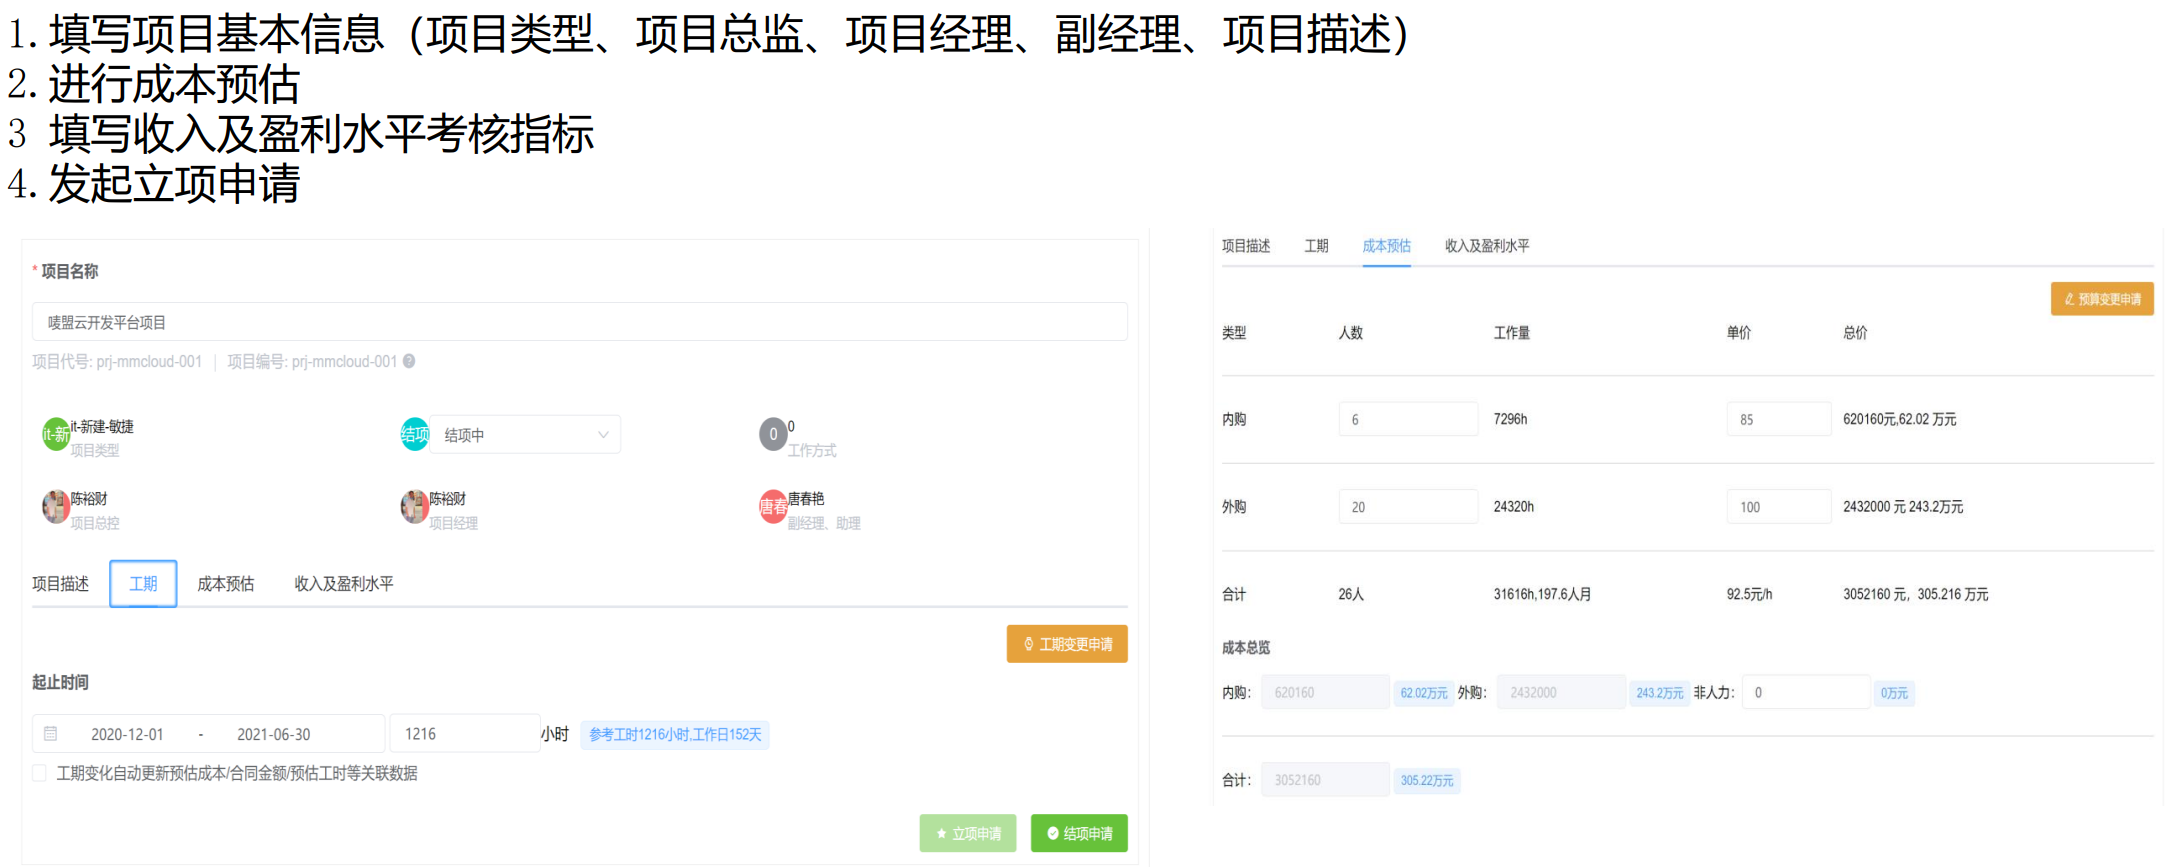 1. 填写项目基本信息（项目类型、项目总监、项目经理、副经理、项目描述）
2. 进行成本预估
3 填写收入及盈利水平考核指标
4. 发起立项申请
* 项目名称
唛盟云开发平台项目
项目代号: prj-mmcloud-001 | 项目编号: prj-mmcloud-001 ?
it-新 it-新建-敏捷
项目类型
结项 结项中
0 0
工作方式
陈裕财
项目总控
陈裕财
项目经理
唐春 唐春艳
副经理、助理
项目描述 工期 成本预估 收入及盈利水平
工期变更申请
起止时间
2020-12-01 - 2021-06-30 1216 小时 参考工时1216小时,工作日152天
工期变化自动更新预估成本/合同金额/预估工时等关联数据
立项申请 结项申请
项目描述 工期 成本预估 收入及盈利水平
预算变更申请
类型 人数 工作量 单价 总价
内购 6 7296h 85 620160元,62.02 万元
外购 20 24320h 100 2432000 元 243.2万元
合计 26人 31616h,197.6人月 92.5元/h 3052160 元，305.216 万元
成本总览
内购: 620160 62.02万元 外购: 2432000 243.2万元 非人力: 0 0万元
合计: 3052160 305.22万元